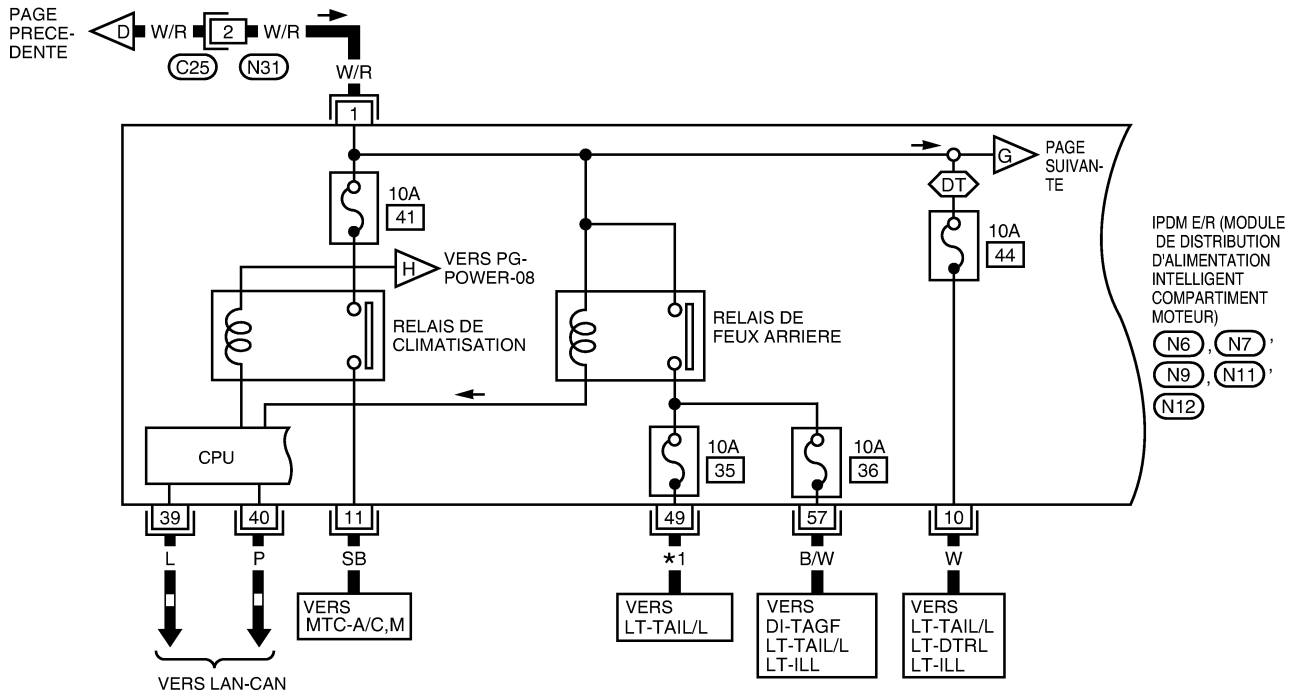 PAGE
PRECE-
DENTE
D
W/R
2
W/R
C25
N31
W/R
1
G
PAGE
SUIVAN-
TE
DT
10A
41
10A
44
H
VERS PG-
POWER-08
RELAIS DE
CLIMATISATION
RELAIS DE
FEUX ARRIERE
IPDM E/R (MODULE
DE DISTRIBUTION
D'ALIMENTATION
INTELLIGENT
COMPARTIMENT
MOTEUR)
N6 , N7 ,
N9 , N11 ,
N12
CPU
10A
35
10A
36
39
40
11
49
57
10
L
P
SB
*1
B/W
W
VERS
MTC-A/C,M
VERS
LT-TAIL/L
VERS
DI-TAGF
LT-TAIL/L
LT-ILL
VERS
LT-TAIL/L
LT-DTRL
LT-ILL
VERS LAN-CAN